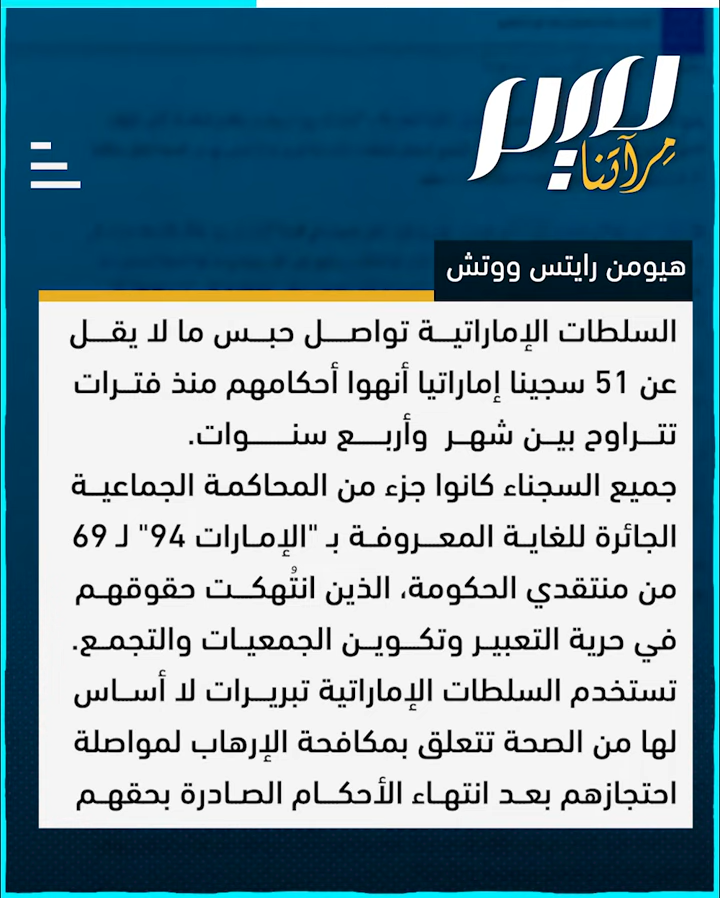 مرآتنا
هيومن رايتس ووتش
السلطات الإماراتية تواصل حبس ما لا يقل
عن 51 سجينا إماراتيا أنهوا أحكامهم منذ فترات
تتراوح بين شهر وأربع سنوات.
جميع السجناء كانوا جزء من المحاكمة الجماعية
الجائرة للغاية المعروفة بـ "الإمارات 94" لـ 69
من منتقدي الحكومة، الذين انتُهكت حقوقهم
في حرية التعبير وتكوين الجمعيات والتجمع.
تستخدم السلطات الإماراتية تبريرات لا أساس
لها من الصحة تتعلق بمكافحة الإرهاب لمواصلة
احتجازهم بعد انتهاء الأحكام الصادرة بحقهم